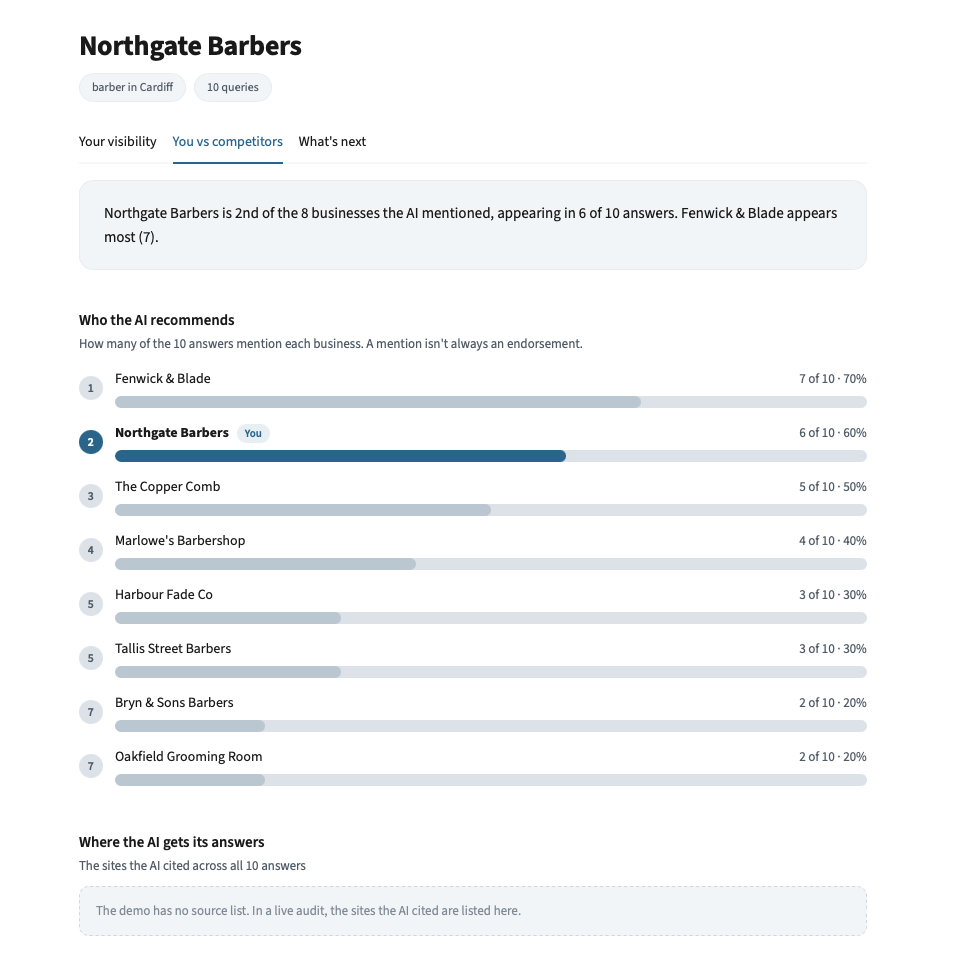 Northgate Barbers
barber in Cardiff
10 queries
Your visibility
You vs competitors
What's next
Northgate Barbers is 2nd of the 8 businesses the AI mentioned, appearing in 6 of 10 answers. Fenwick & Blade appears
most (7).
Who the AI recommends
How many of the 10 answers mention each business. A mention isn't always an endorsement.
1
Fenwick & Blade
7 of 10 · 70%
2
Northgate Barbers
You
6 of 10 · 60%
3
The Copper Comb
5 of 10 · 50%
4
Marlowe's Barbershop
4 of 10 · 40%
5
Harbour Fade Co
3 of 10 · 30%
5
Tallis Street Barbers
3 of 10 · 30%
7
Bryn & Sons Barbers
2 of 10 · 20%
7
Oakfield Grooming Room
2 of 10 · 20%
Where the AI gets its answers
The sites the AI cited across all 10 answers
The demo has no source list. In a live audit, the sites the AI cited are listed here.